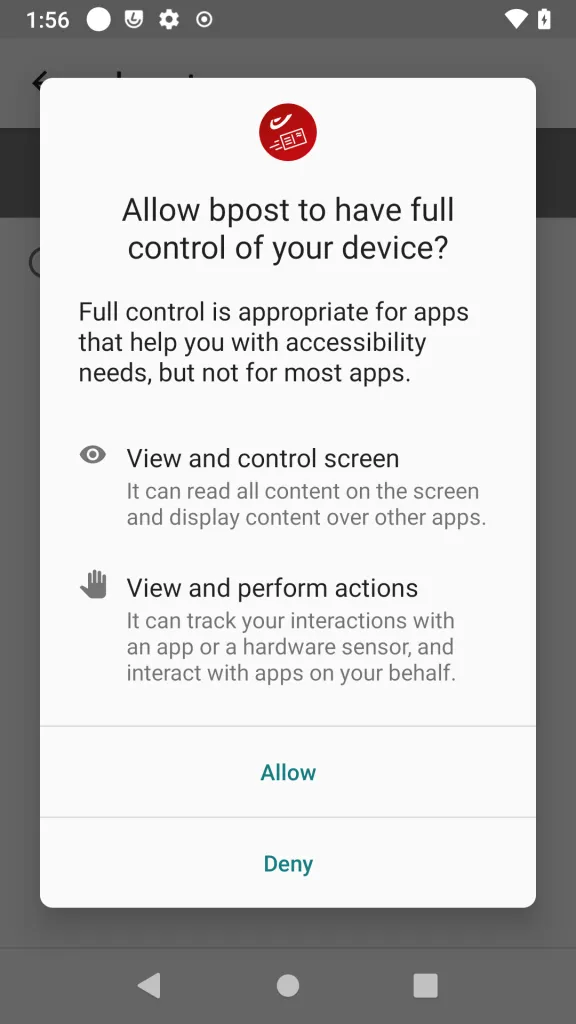 1:56
Allow bpost to have full
control of your device?
Full control is appropriate for apps
that help you with accessibility
needs, but not for most apps.
View and control screen
It can read all content on the screen
and display content over other apps.
View and perform actions
It can track your interactions with
an app or a hardware sensor, and
interact with apps on your behalf.
Allow
Deny